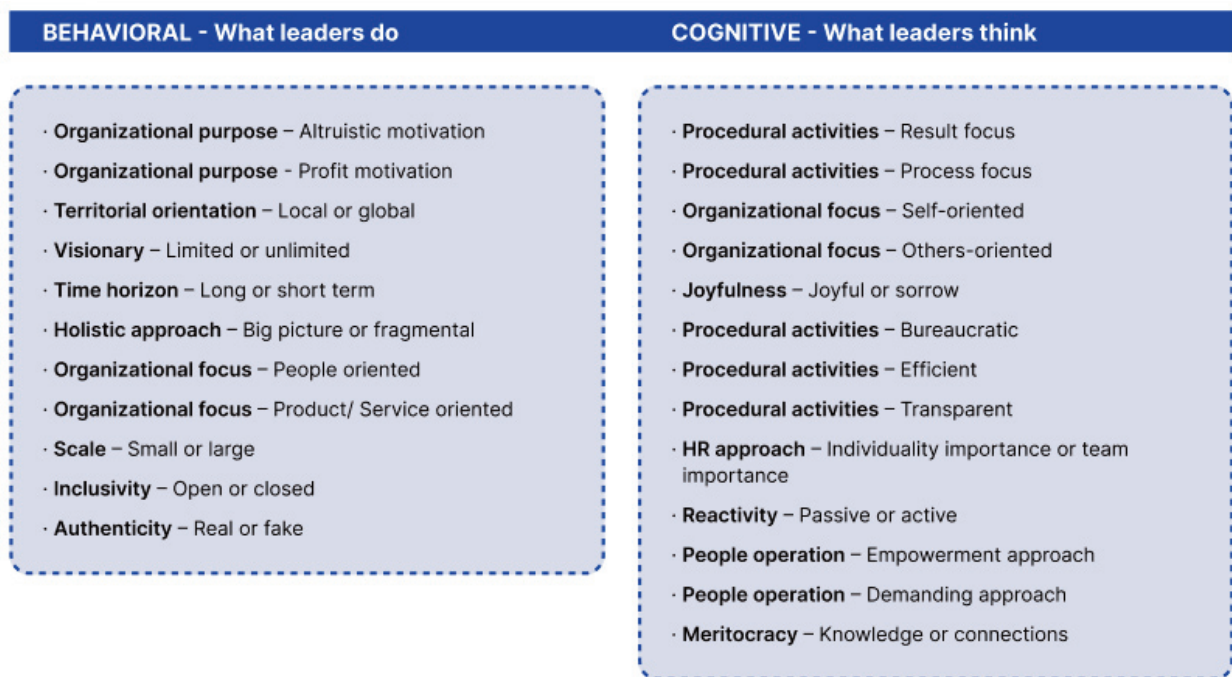 BEHAVIORAL - What leaders do
· Organizational purpose – Altruistic motivation
· Organizational purpose - Profit motivation
· Territorial orientation – Local or global
· Visionary – Limited or unlimited
· Time horizon – Long or short term
· Holistic approach – Big picture or fragmental
· Organizational focus – People oriented
· Organizational focus – Product/ Service oriented
· Scale – Small or large
· Inclusivity – Open or closed
· Authenticity – Real or fake
COGNITIVE - What leaders think
· Procedural activities – Result focus
· Procedural activities – Process focus
· Organizational focus – Self-oriented
· Organizational focus – Others-oriented
· Joyfulness – Joyful or sorrow
· Procedural activities – Bureaucratic
· Procedural activities – Efficient
· Procedural activities – Transparent
· HR approach – Individuality importance or team
importance
· Reactivity – Passive or active
· People operation – Empowerment approach
· People operation – Demanding approach
· Meritocracy – Knowledge or connections